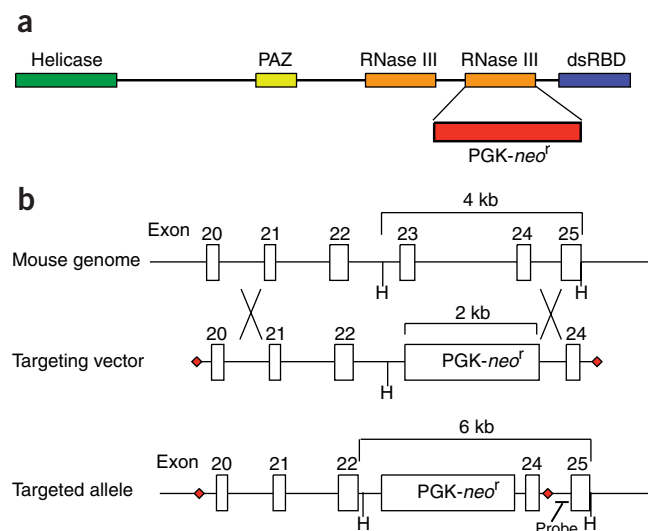 a
Helicase PAZ RNase III RNase III dsRBD
PGK-neoʳ
b
4 kb
Exon 20 21 22 23 24 25
Mouse genome
H H
2 kb
20 21 22 24
Targeting vector PGK-neoʳ
H
6 kb
Exon 20 21 22 24 25
Targeted allele PGK-neoʳ
H Probe H